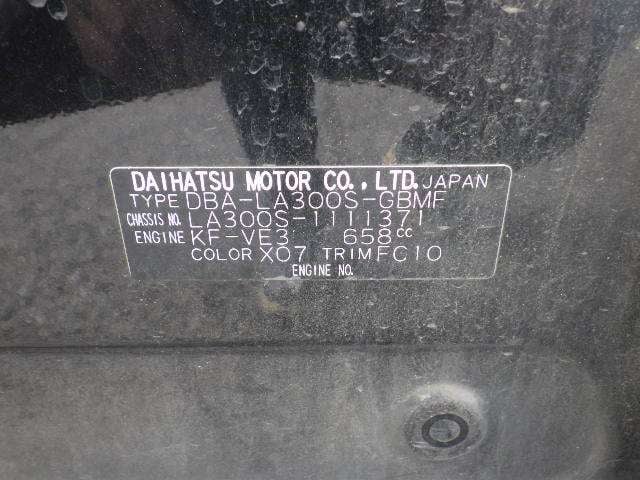 DAIHATSU MOTOR CO., LTD. JAPAN
TYPE DBA-LA300S-GBMF
CHASSIS NO. LA300S-1111371
ENGINE KF-VE3 658cc
COLOR X07 TRIM FC10
ENGINE NO.